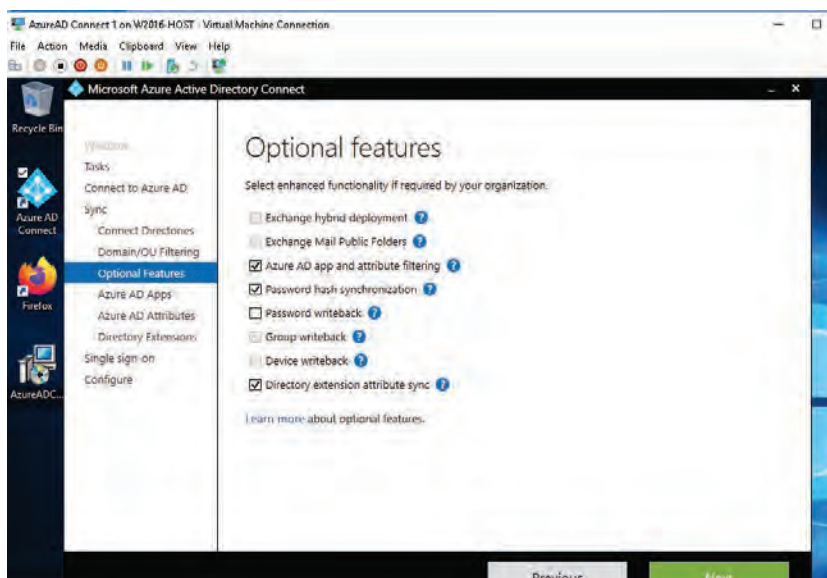 AzureAD Connect 1 on W2016-HOST - Virtual Machine Connection
File Action Media Clipboard View Help
Microsoft Azure Active Directory Connect
Recycle Bin
Azure AD Connect
Firefox
AzureADC...
Welcome
Tasks
Connect to Azure AD
Sync
Connect Directories
Domain/OU Filtering
Optional Features
Azure AD Apps
Azure AD Attributes
Directory Extensions
Single sign-on
Configure
Optional features
Select enhanced functionality if required by your organization.
Exchange hybrid deployment ?
Exchange Mail Public Folders ?
Azure AD app and attribute filtering ?
Password hash synchronization ?
Password writeback ?
Group writeback ?
Device writeback ?
Directory extension attribute sync ?
Learn more about optional features.
Previous
Next